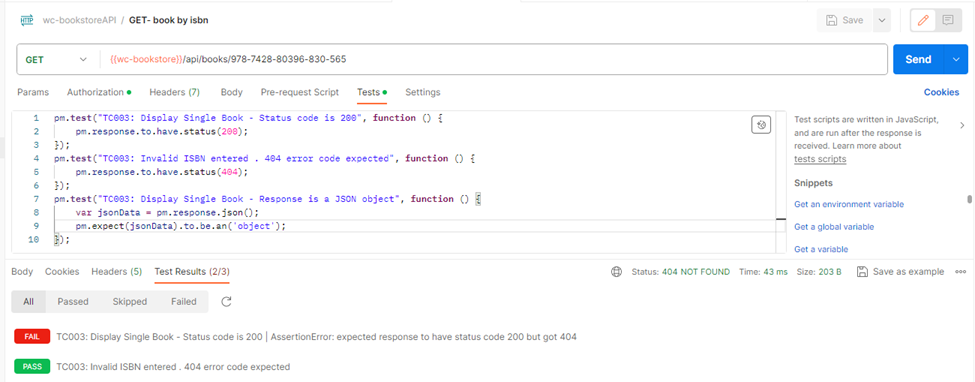 HTTP wc-bookstoreAPI / GET- book by isbn Save
GET {{wc-bookstore}}/api/books/978-7428-80396-830-565 Send
Params Authorization Headers (7) Body Pre-request Script Tests Settings Cookies
1 pm.test("TC003: Display Single Book - Status code is 200", function () {
2 pm.response.to.have.status(200);
3 });
4 pm.test("TC003: Invalid ISBN entered . 404 error code expected", function () {
5 pm.response.to.have.status(404);
6 });
7 pm.test("TC003: Display Single Book - Response is a JSON object", function () {
8 var jsonData = pm.response.json();
9 pm.expect(jsonData).to.be.an('object');
10 });
Test scripts are written in JavaScript,
and are run after the response is
received. Learn more about
tests scripts
Snippets
Get an environment variable
Get a global variable
Get a variable
Body Cookies Headers (5) Test Results (2/3) Status: 404 NOT FOUND Time: 43 ms Size: 203 B Save as example
All Passed Skipped Failed
FAIL TC003: Display Single Book - Status code is 200 | AssertionError: expected response to have status code 200 but got 404
PASS TC003: Invalid ISBN entered . 404 error code expected